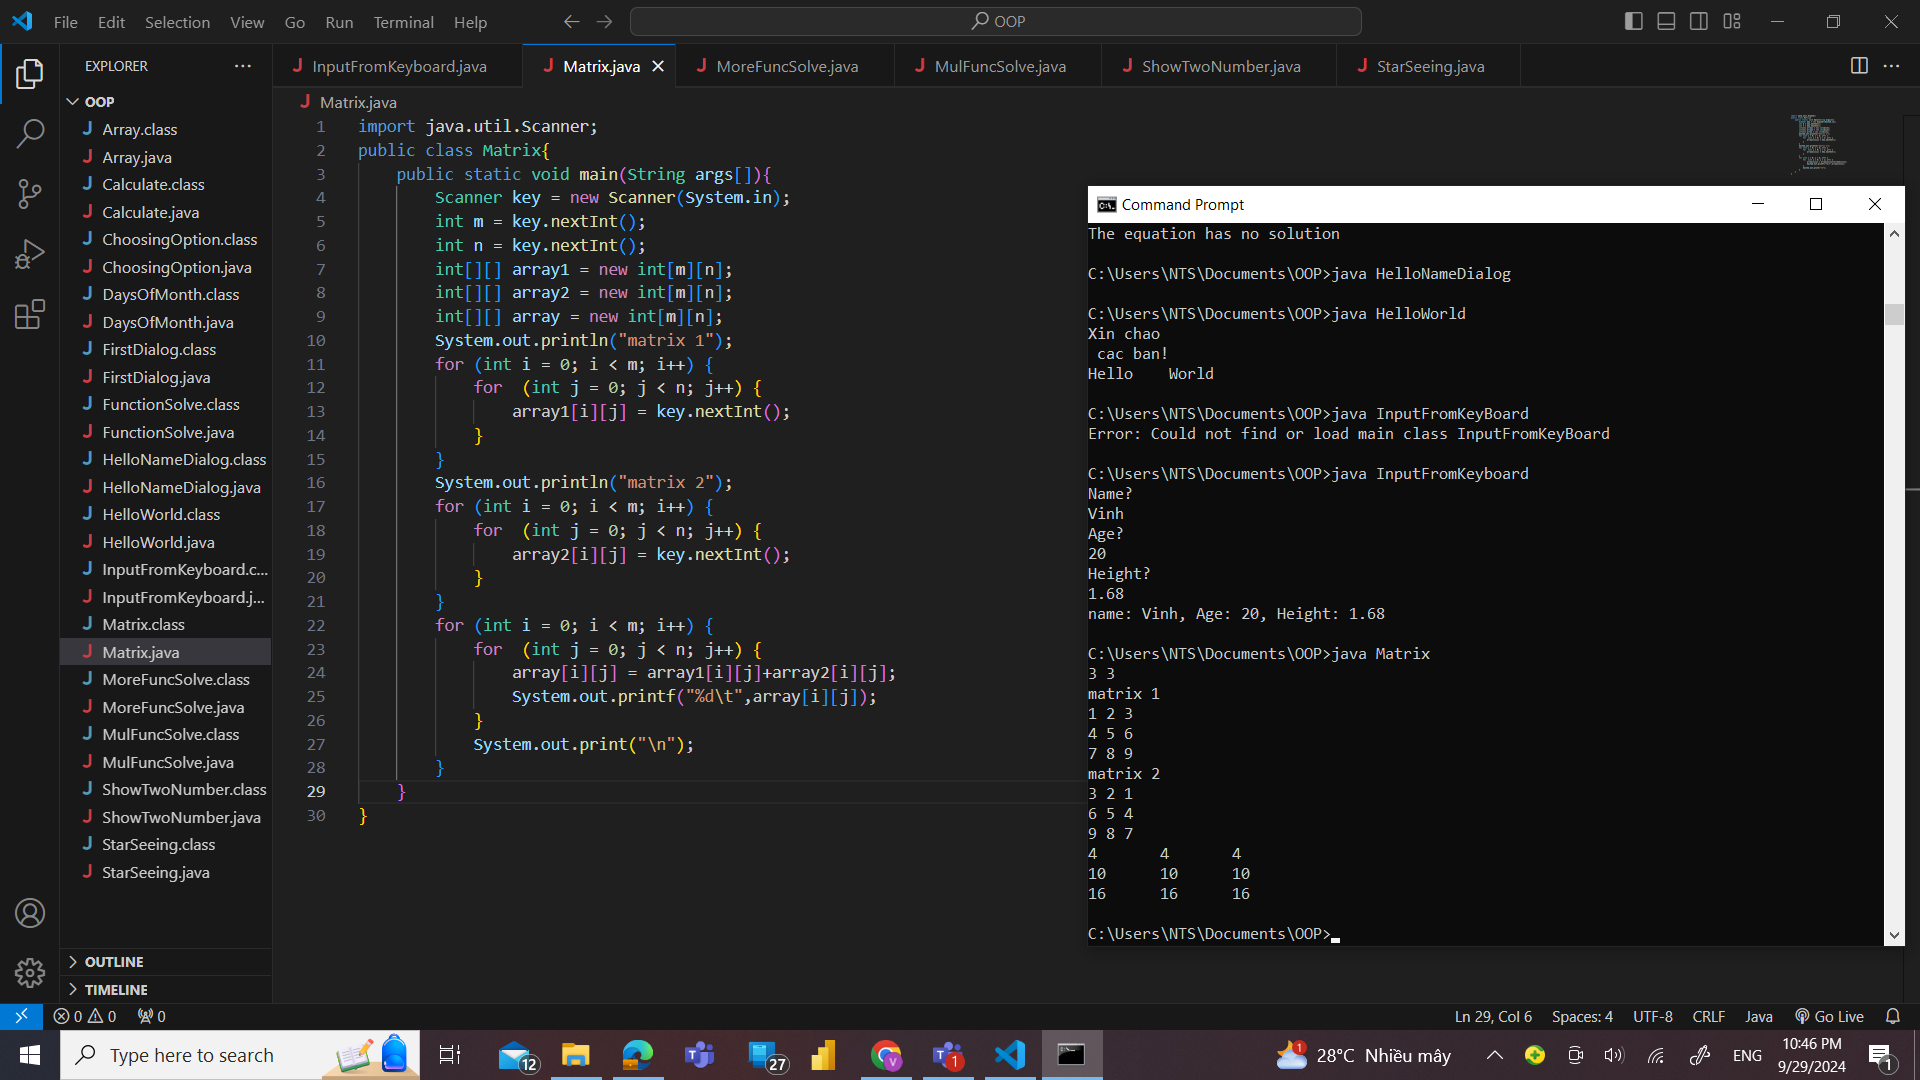 File Edit Selection View Go Run Terminal Help
OOP
EXPLORER
InputFromKeyboard.java
Matrix.java
MoreFuncSolve.java
MulFuncSolve.java
ShowTwoNumber.java
StarSeeing.java
OOP
Array.class
Array.java
Calculate.class
Calculate.java
ChoosingOption.class
ChoosingOption.java
DaysOfMonth.class
DaysOfMonth.java
FirstDialog.class
FirstDialog.java
FunctionSolve.class
FunctionSolve.java
HelloNameDialog.class
HelloNameDialog.java
HelloWorld.class
HelloWorld.java
InputFromKeyboard.c...
InputFromKeyboard.j...
Matrix.class
Matrix.java
MoreFuncSolve.class
MoreFuncSolve.java
MulFuncSolve.class
MulFuncSolve.java
ShowTwoNumber.class
ShowTwoNumber.java
StarSeeing.class
StarSeeing.java
OUTLINE
TIMELINE
Matrix.java
1 import java.util.Scanner;
2 public class Matrix{
3 public static void main(String args[]){
4 Scanner key = new Scanner(System.in);
5 int m = key.nextInt();
6 int n = key.nextInt();
7 int[][] array1 = new int[m][n];
8 int[][] array2 = new int[m][n];
9 int[][] array = new int[m][n];
10 System.out.println("matrix 1");
11 for (int i = 0; i < m; i++) {
12 for  (int j = 0; j < n; j++) {
13 array1[i][j] = key.nextInt();
14 }
15 }
16 System.out.println("matrix 2");
17 for (int i = 0; i < m; i++) {
18 for  (int j = 0; j < n; j++) {
19 array2[i][j] = key.nextInt();
20 }
21 }
22 for (int i = 0; i < m; i++) {
23 for  (int j = 0; j < n; j++) {
24 array[i][j] = array1[i][j]+array2[i][j];
25 System.out.printf("%d\t",array[i][j]);
26 }
27 System.out.print("\n");
28 }
29 }
30 }
Command Prompt
The equation has no solution
C:\Users\NTS\Documents\OOP>java HelloNameDialog
C:\Users\NTS\Documents\OOP>java HelloWorld
Xin chao
 cac ban!
Hello    World
C:\Users\NTS\Documents\OOP>java InputFromKeyBoard
Error: Could not find or load main class InputFromKeyBoard
C:\Users\NTS\Documents\OOP>java InputFromKeyboard
Name?
Vinh
Age?
20
Height?
1.68
name: Vinh, Age: 20, Height: 1.68
C:\Users\NTS\Documents\OOP>java Matrix
3 3
matrix 1
1 2 3
4 5 6
7 8 9
matrix 2
3 2 1
6 5 4
9 8 7
4       4       4
10      10      10
16      16      16
C:\Users\NTS\Documents\OOP>
0 0 0
Ln 29, Col 6 Spaces: 4 UTF-8 CRLF Java Go Live
Type here to search
12
27
1
1
28°C Nhiều mây
ENG
10:46 PM
9/29/2024
1